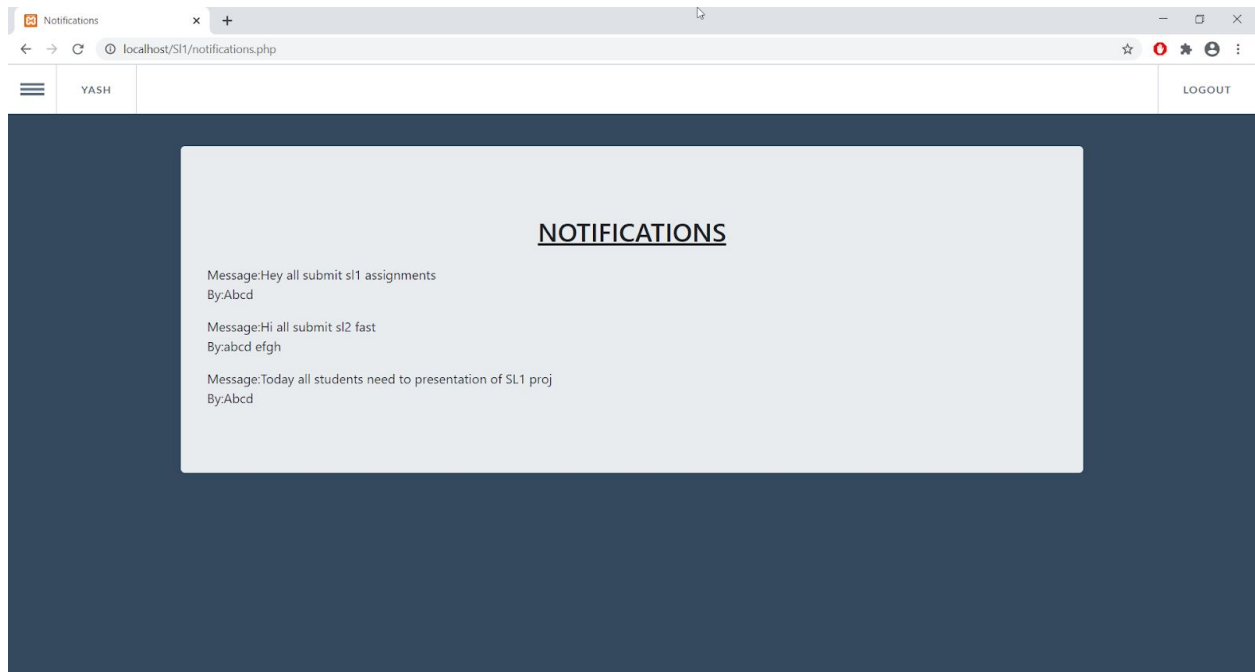 Notifications
localhost/Sl1/notifications.php
YASH
LOGOUT
NOTIFICATIONS
Message:Hey all submit sl1 assignments
By:Abcd
Message:Hi all submit sl2 fast
By:abcd efgh
Message:Today all students need to presentation of SL1 proj
By:Abcd